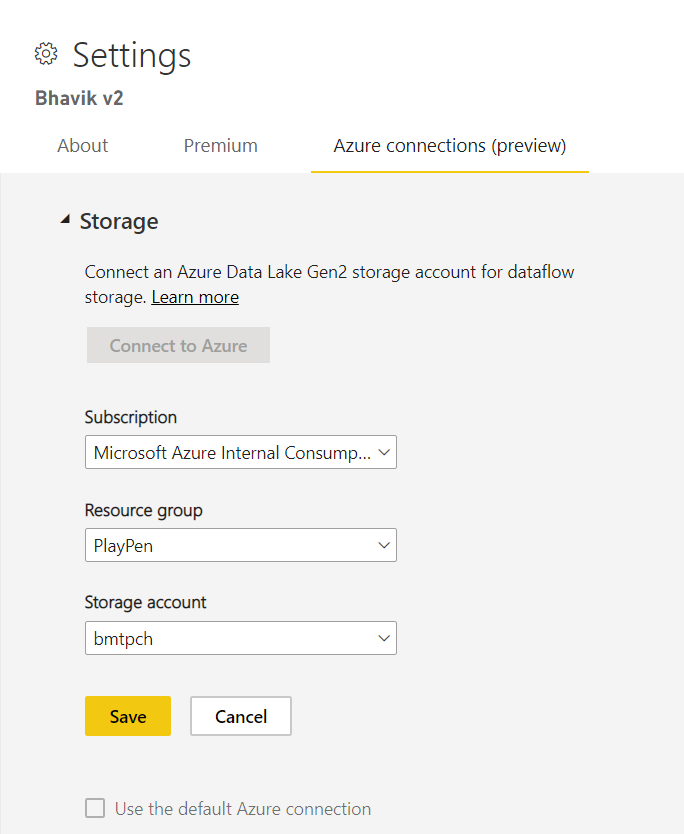 Settings
Bhavik v2
About Premium Azure connections (preview)
Storage
Connect an Azure Data Lake Gen2 storage account for dataflow
storage. Learn more
Connect to Azure
Subscription
Microsoft Azure Internal Consump...
Resource group
PlayPen
Storage account
bmtpch
Save Cancel
Use the default Azure connection